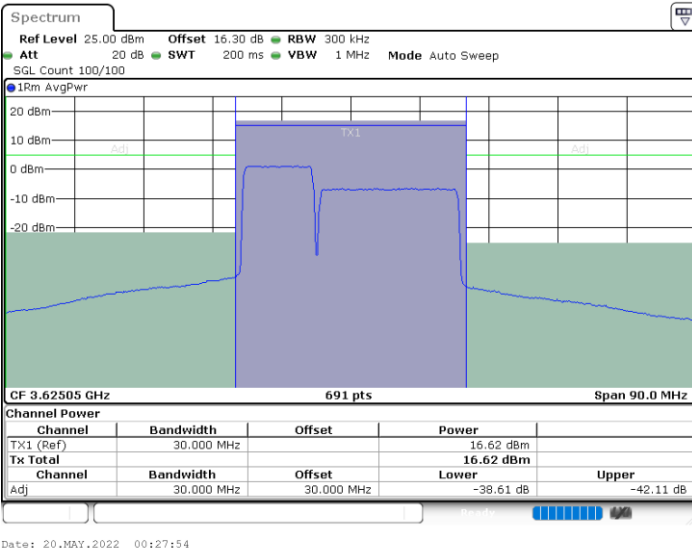 Spectrum
Ref Level 25.00 dBm Offset 16.30 dB RBW 300 kHz
Att 20 dB SWT 200 ms VBW 1 MHz Mode Auto Sweep
SGL Count 100/100
1Rm AvgPwr
20 dBm
TX1
10 dBm
Adj Adj
0 dBm
-10 dBm
-20 dBm
CF 3.62505 GHz 691 pts Span 90.0 MHz
Channel Power
Channel Bandwidth Offset Power
TX1 (Ref) 30.000 MHz 16.62 dBm
Tx Total 16.62 dBm
Channel Bandwidth Offset Lower Upper
Adj 30.000 MHz 30.000 MHz -38.61 dB -42.11 dB
Ready
Date: 20.MAY.2022 00:27:54